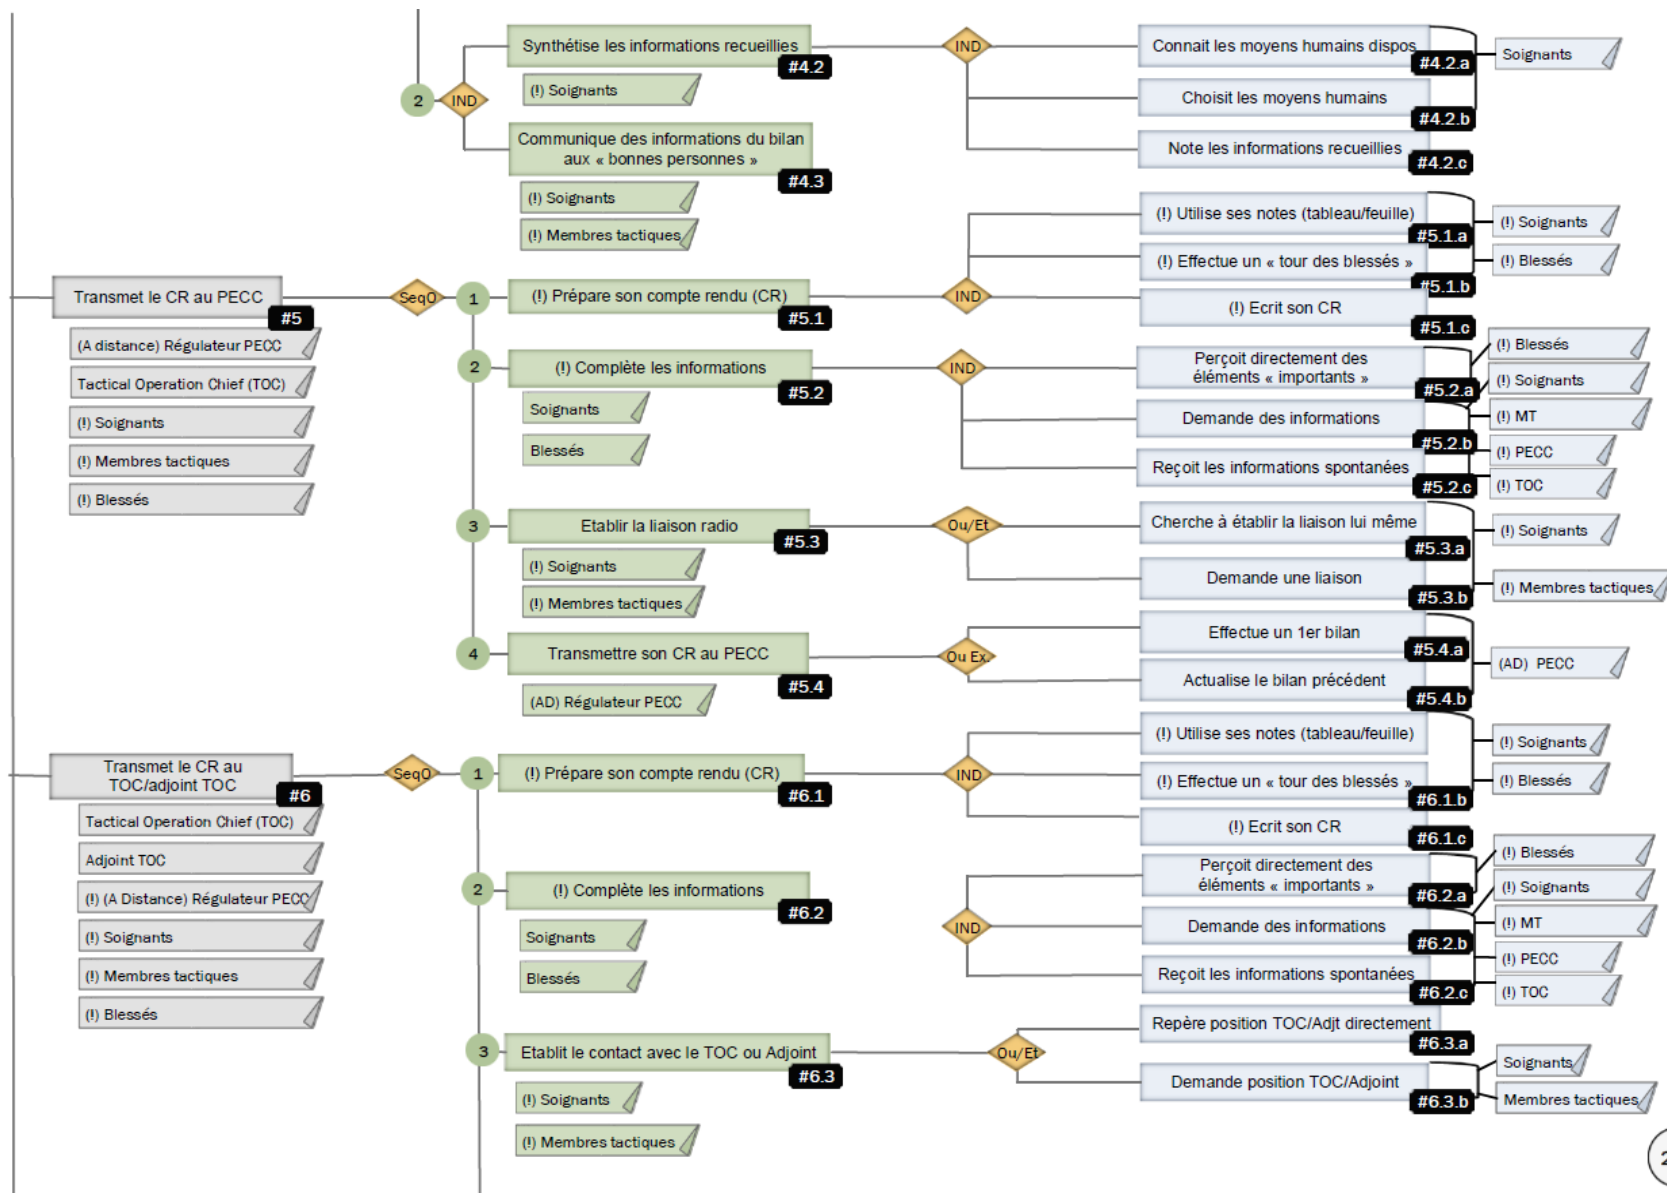 Synthétise les informations recueillies
#4.2
(!) Soignants
2
IND
Communique des informations du bilan
aux « bonnes personnes »
#4.3
(!) Soignants
(!) Membres tactiques
IND
Connait les moyens humains dispos
#4.2.a
Choisit les moyens humains
#4.2.b
Note les informations recueillies
#4.2.c
Soignants
Transmet le CR au PECC
#5
(A distance) Régulateur PECC
Tactical Operation Chief (TOC)
(!) Soignants
(!) Membres tactiques
(!) Blessés
SeqO
1
(!) Prépare son compte rendu (CR)
#5.1
IND
(!) Utilise ses notes (tableau/feuille)
#5.1.a
(!) Effectue un « tour des blessés »
#5.1.b
(!) Ecrit son CR
#5.1.c
(!) Soignants
(!) Blessés
2
(!) Complète les informations
#5.2
Soignants
Blessés
IND
Perçoit directement des
éléments « importants »
#5.2.a
Demande des informations
#5.2.b
Reçoit les informations spontanées
#5.2.c
(!) Blessés
(!) Soignants
(!) MT
(!) PECC
(!) TOC
3
Etablir la liaison radio
#5.3
(!) Soignants
(!) Membres tactiques
Ou/Et
Cherche à établir la liaison lui même
#5.3.a
Demande une liaison
#5.3.b
(!) Soignants
(!) Membres tactiques
4
Transmettre son CR au PECC
#5.4
(AD) Régulateur PECC
Ou Ex.
Effectue un 1er bilan
#5.4.a
Actualise le bilan précédent
#5.4.b
(AD) PECC
Transmet le CR au
TOC/adjoint TOC
#6
Tactical Operation Chief (TOC)
Adjoint TOC
(!) (A Distance) Régulateur PECC
(!) Soignants
(!) Membres tactiques
(!) Blessés
SeqO
1
(!) Prépare son compte rendu (CR)
#6.1
IND
(!) Utilise ses notes (tableau/feuille)
(!) Effectue un « tour des blessés »
#6.1.b
(!) Ecrit son CR
#6.1.c
(!) Soignants
(!) Blessés
2
(!) Complète les informations
#6.2
Soignants
Blessés
IND
Perçoit directement des
éléments « importants »
#6.2.a
Demande des informations
#6.2.b
Reçoit les informations spontanées
#6.2.c
(!) Blessés
(!) Soignants
(!) MT
(!) PECC
(!) TOC
3
Etablit le contact avec le TOC ou Adjoint
#6.3
(!) Soignants
(!) Membres tactiques
Ou/Et
Repère position TOC/Adjt directement
#6.3.a
Demande position TOC/Adjoint
#6.3.b
Soignants
Membres tactiques